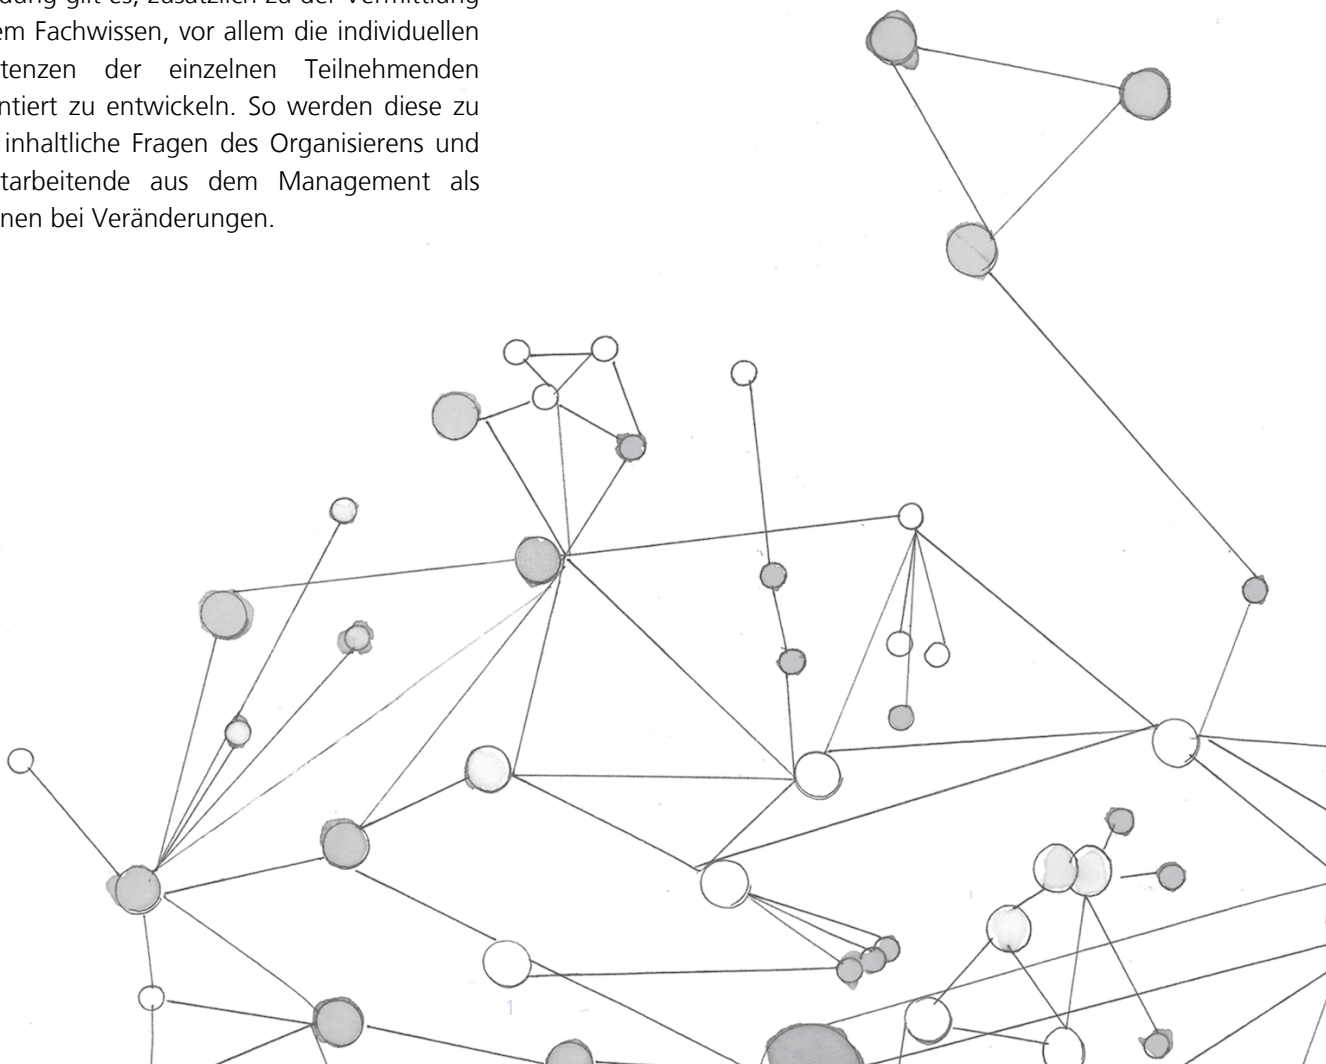 dung gilt es, zusätzlich zu der Vermittlung
em Fachwissen, vor allem die individuellen
tenzen der einzelnen Teilnehmenden
ntiert zu entwickeln. So werden diese zu
inhaltliche Fragen des Organisierens und
tarbeitende aus dem Management als
nen bei Veränderungen.
1